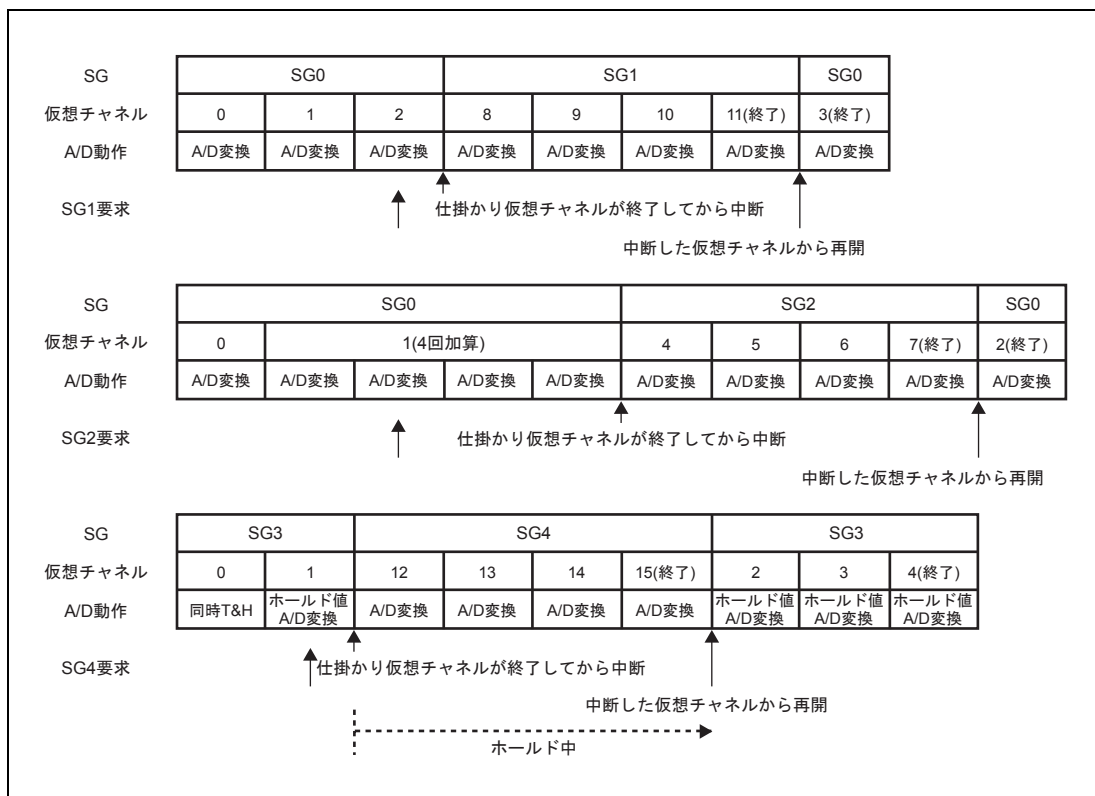 SG SG0 SG1 SG0
仮想チャネル 0 1 2 8 9 10 11(終了) 3(終了)
A/D動作 A/D変換 A/D変換 A/D変換 A/D変換 A/D変換 A/D変換 A/D変換 A/D変換
SG1要求 仕掛かり仮想チャネルが終了してから中断
中断した仮想チャネルから再開
SG SG0 SG2 SG0
仮想チャネル 0 1(4回加算) 4 5 6 7(終了) 2(終了)
A/D動作 A/D変換 A/D変換 A/D変換 A/D変換 A/D変換 A/D変換 A/D変換 A/D変換 A/D変換 A/D変換
SG2要求 仕掛かり仮想チャネルが終了してから中断
中断した仮想チャネルから再開
SG SG3 SG4 SG3
仮想チャネル 0 1 12 13 14 15(終了) 2 3 4(終了)
A/D動作 同時T&H ホールド値 A/D変換 A/D変換 A/D変換 A/D変換 A/D変換 ホールド値 A/D変換 ホールド値 A/D変換 ホールド値 A/D変換
SG4要求 仕掛かり仮想チャネルが終了してから中断
中断した仮想チャネルから再開
ホールド中